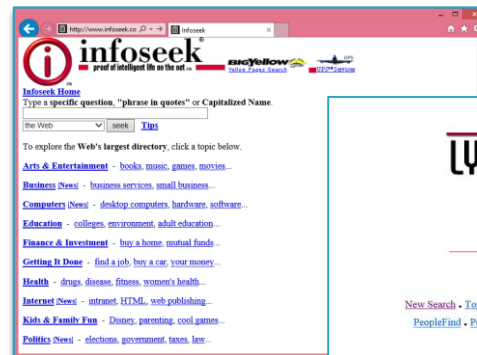 http://www.infoseek.co
Infoseek
infoseek
proof of intelligent life on the net
BigYellow
Yellow Pages Search
UPS
UPS Services
Infoseek Home
Type a specific question, "phrase in quotes" or Capitalized Name.
the Web seek Tips
To explore the Web's largest directory, click a topic below.
Arts & Entertainment - books, music, games, movies...
Business [News] - business services, small business...
Computers [News] - desktop computers, hardware, software...
Education - colleges, environment, adult education...
Finance & Investment - buy a home, mutual funds...
Getting It Done - find a job, buy a car, your money...
Health - drugs, disease, fitness, women's health...
Internet [News] - intranet, HTML, web publishing...
Kids & Family Fun - Disney, parenting, cool games...
Politics [News] - elections, government, taxes, law...
LY
New Search . To
PeopleFind . P